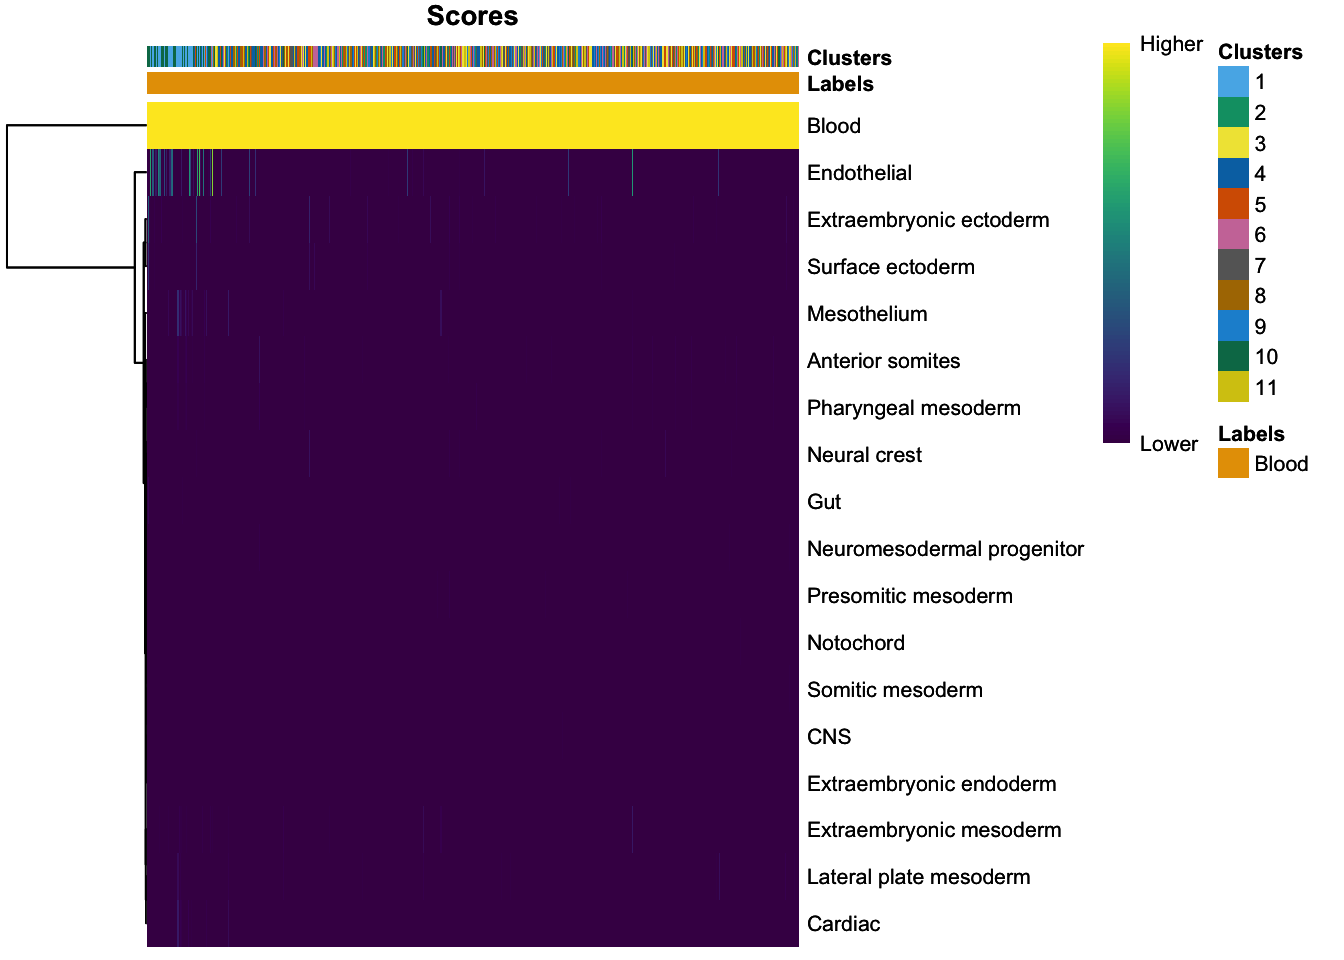 Scores
Clusters
Labels
Blood
Endothelial
Extraembryonic ectoderm
Surface ectoderm
Mesothelium
Anterior somites
Pharyngeal mesoderm
Neural crest
Gut
Neuromesodermal progenitor
Presomitic mesoderm
Notochord
Somitic mesoderm
CNS
Extraembryonic endoderm
Extraembryonic mesoderm
Lateral plate mesoderm
Cardiac
Higher
Lower
Clusters
1
2
3
4
5
6
7
8
9
10
11
Labels
Blood